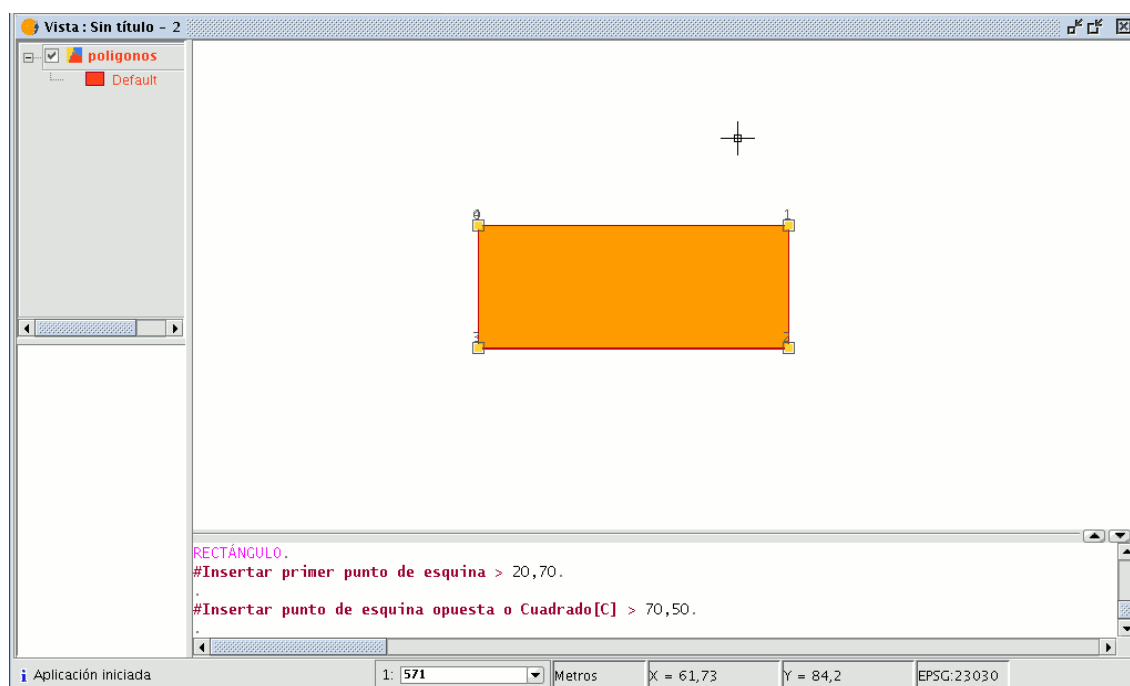 Vista : Sin título - 2
poligonos
Default
1
3
RECTÁNGULO.
#Insertar primer punto de esquina > 20,70.
.
#Insertar punto de esquina opuesta o Cuadrado[C] > 70,50.
.
Aplicación iniciada
1: 571
Metros
X = 61,73
Y = 84,2
EPSG:23030